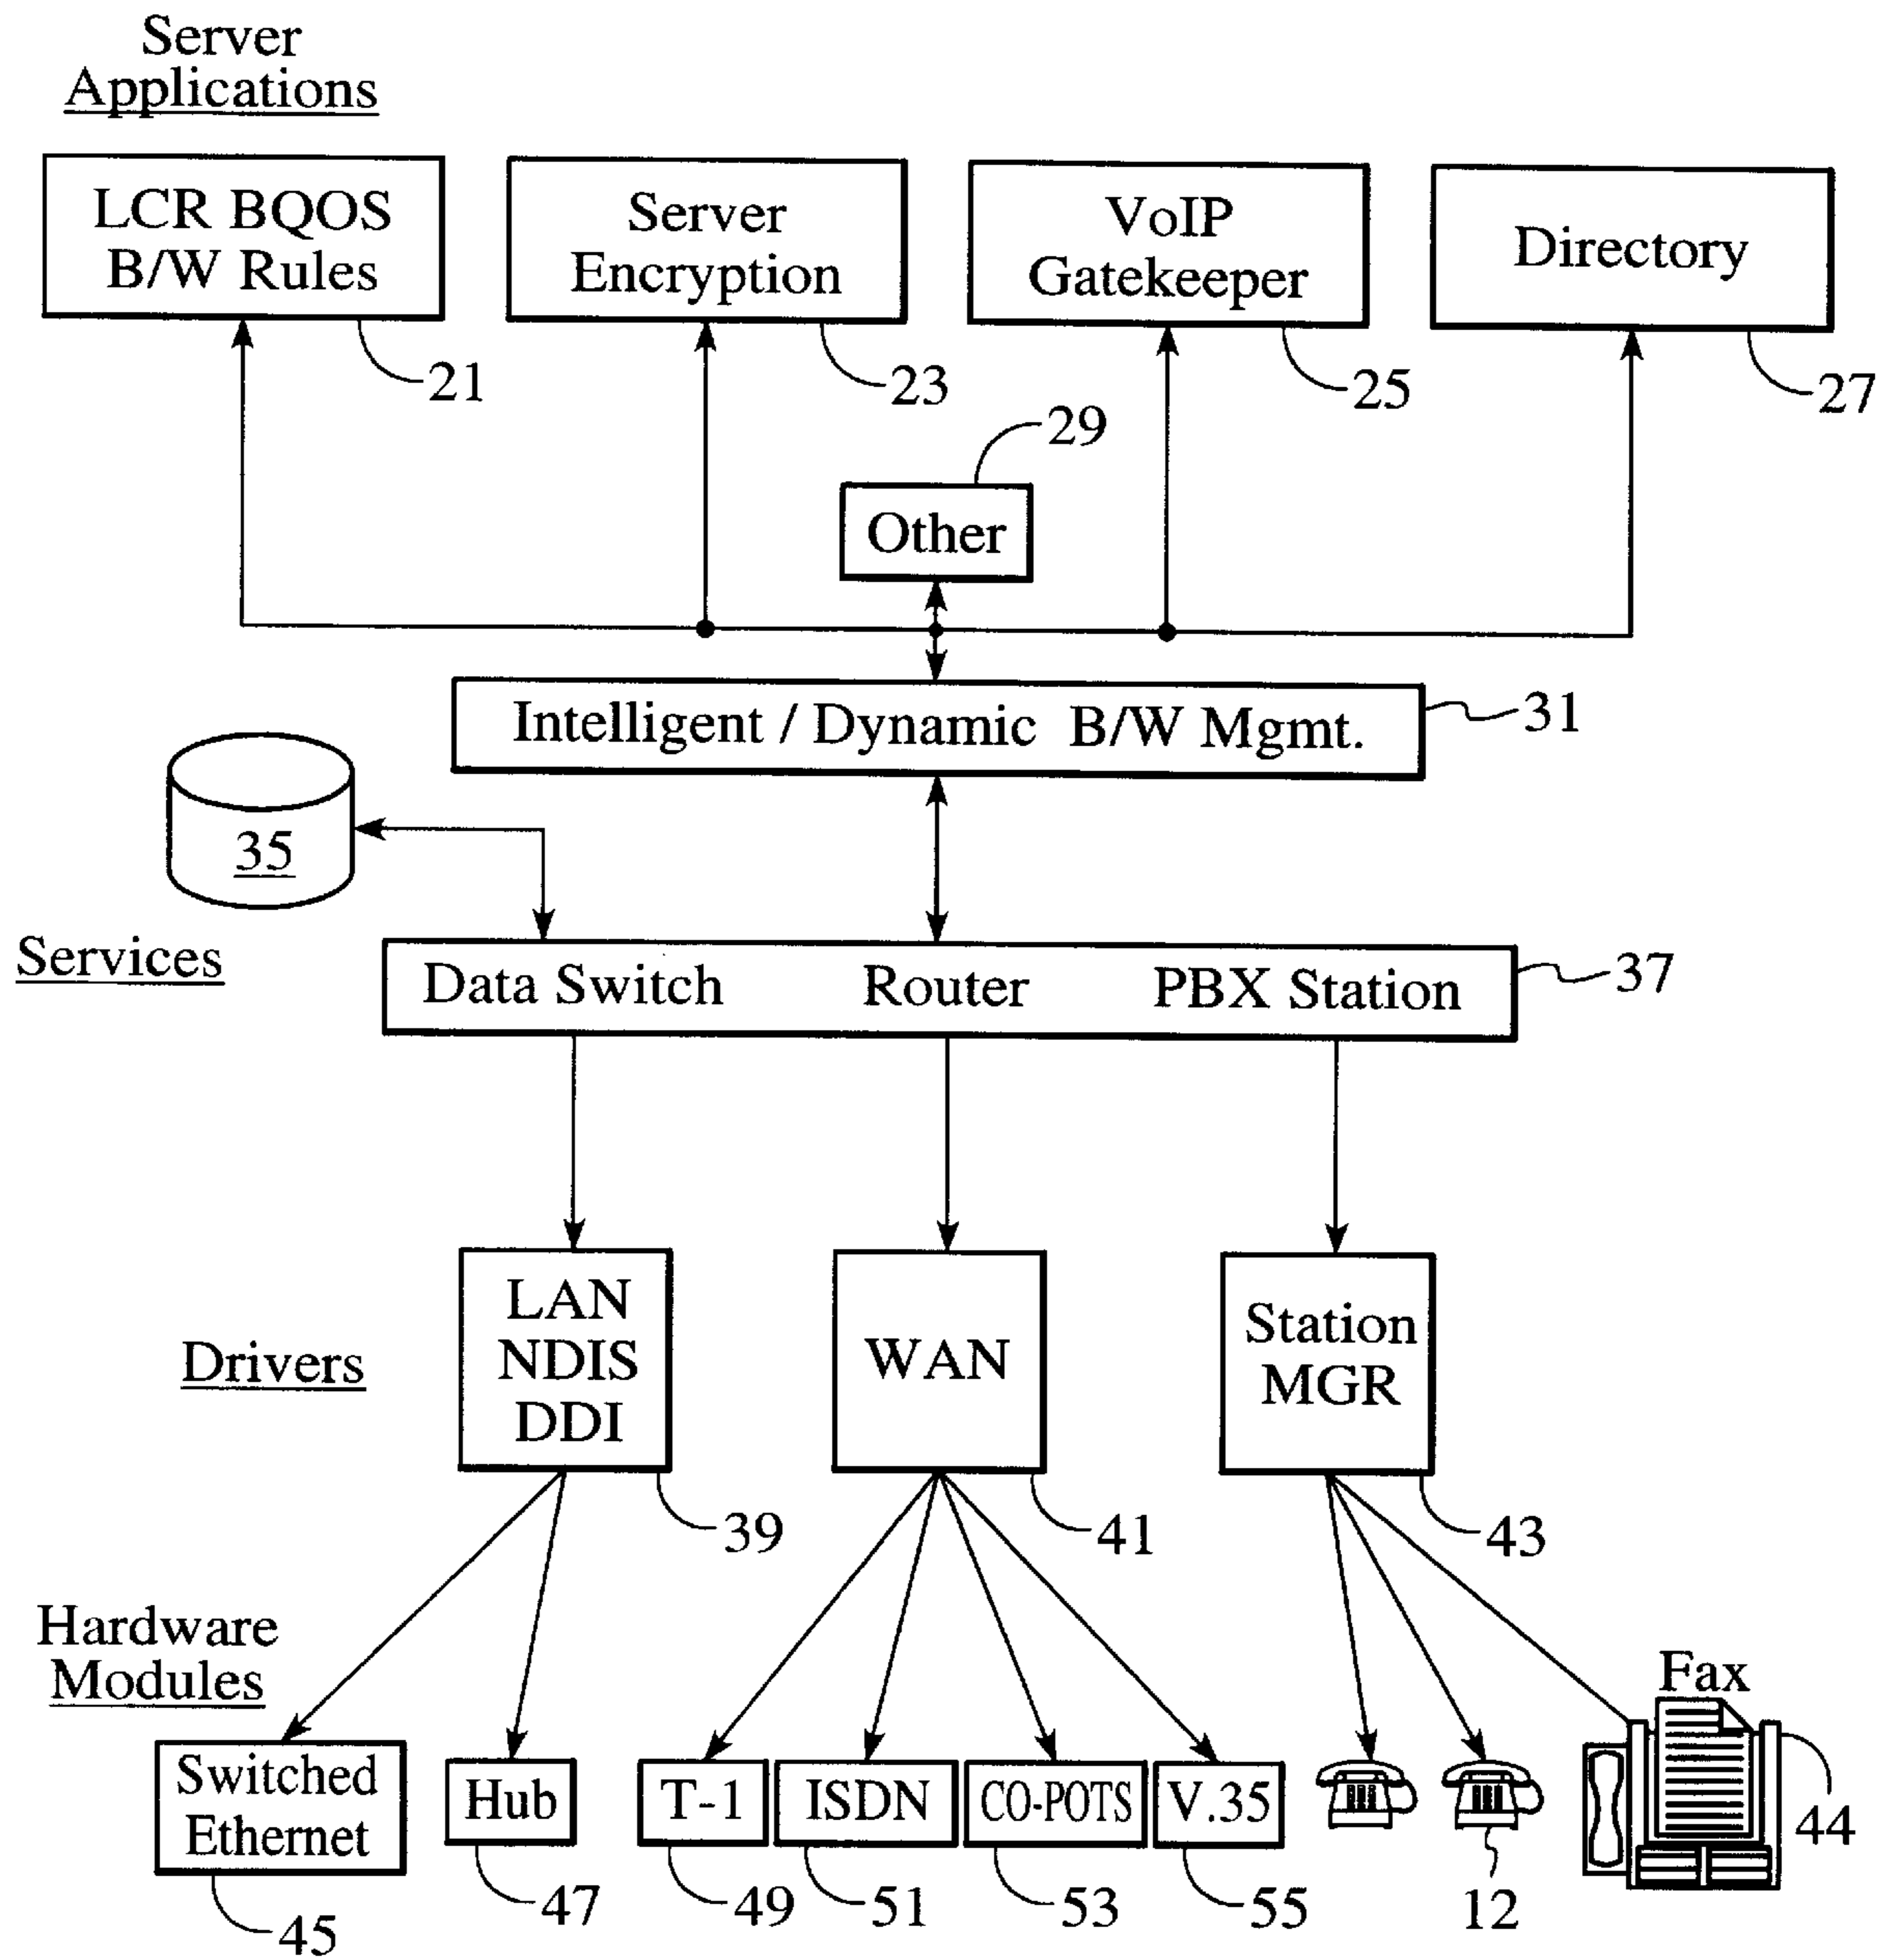 Server
Applications
LCR BQOS
B/W Rules
21
Server
Encryption
23
VoIP
Gatekeeper
25
Directory
27
29
Other
Intelligent / Dynamic B/W Mgmt.
31
35
Services
Data Switch Router PBX Station
37
Drivers
LAN
NDIS
DDI
39
WAN
41
Station
MGR
43
Hardware
Modules
Switched
Ethernet
45
Hub
47
T-1
49
ISDN
51
CO-POTS
53
V.35
55
12
Fax
44